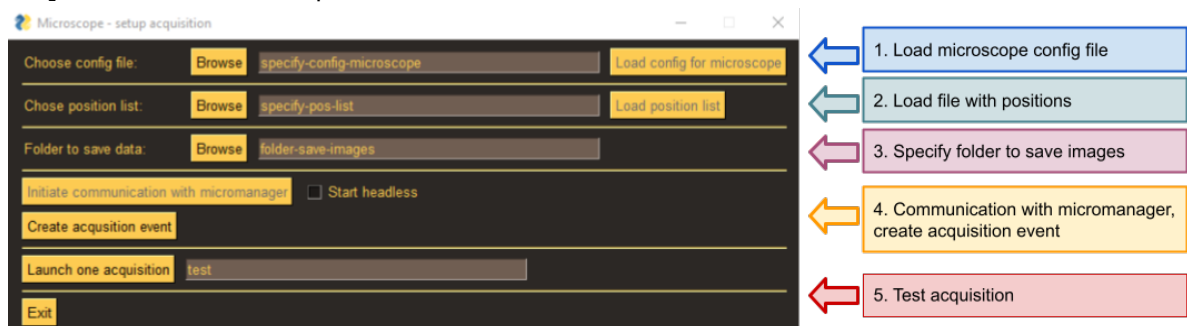 Microscope - setup acquisition
Choose config file: Browse specify-config-microscope Load config for microscope
1. Load microscope config file
Chose position list: Browse specify-pos-list Load position list
2. Load file with positions
Folder to save data: Browse folder-save-images
3. Specify folder to save images
Initiate communication with micromanager Start headless
Create acqusition event
4. Communication with micromanager,
create acquisition event
Launch one acquisition test
5. Test acquisition
Exit